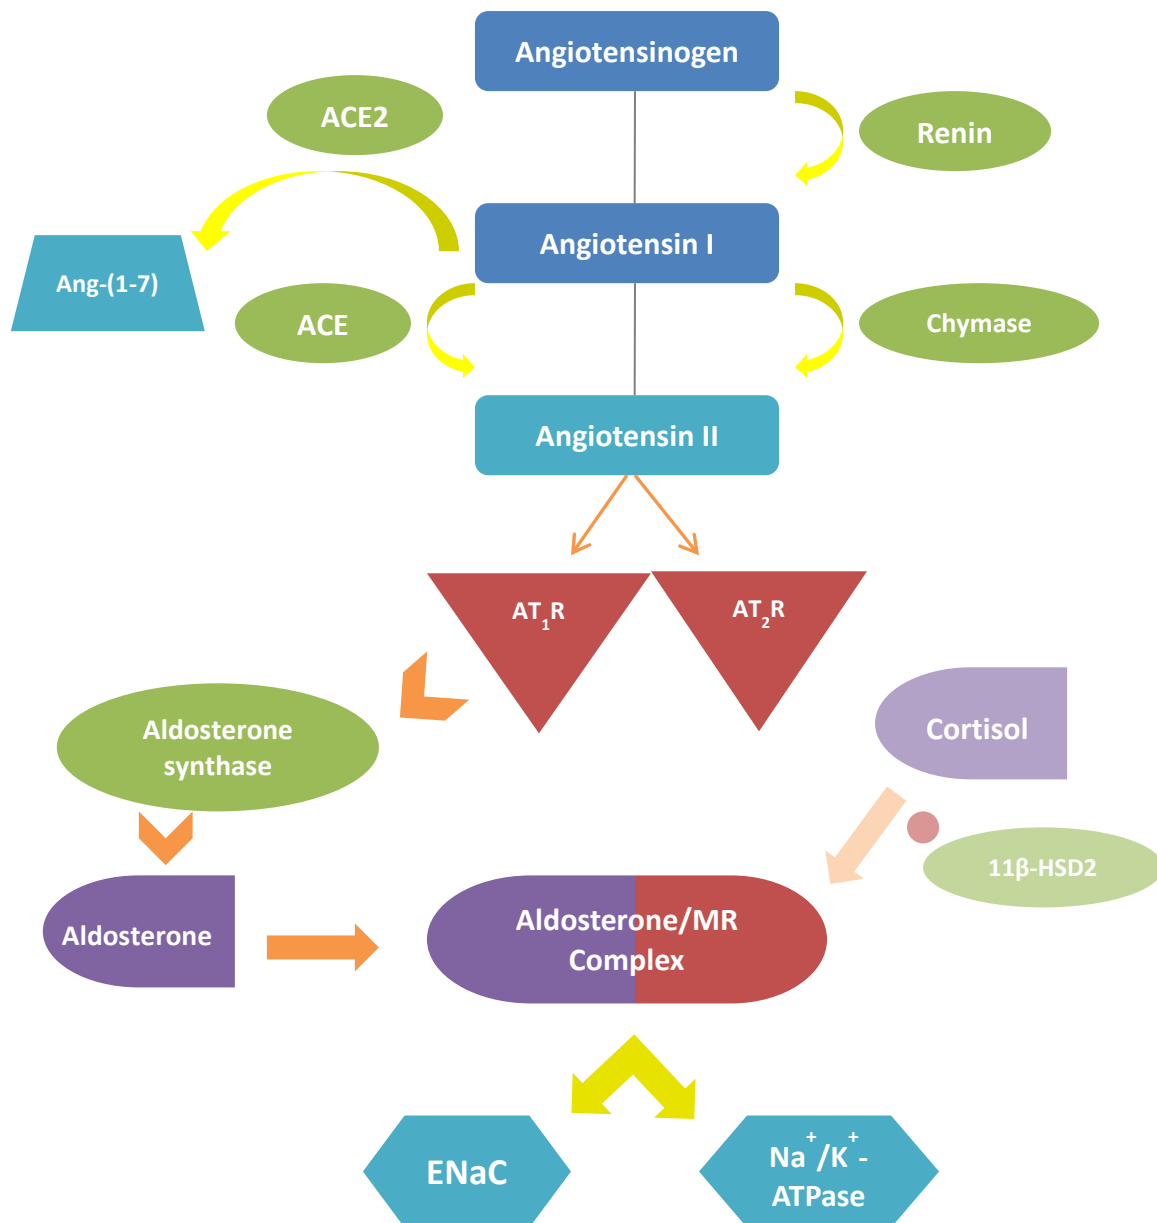 Angiotensinogen
ACE2
Renin
Angiotensin I
Ang-(1-7)
ACE
Chymase
Angiotensin II
AT₁R
AT₂R
Cortisol
Aldosterone
synthase
11β-HSD2
Aldosterone
Aldosterone/MR
Complex
ENaC
Na⁺/K⁺-
ATPase